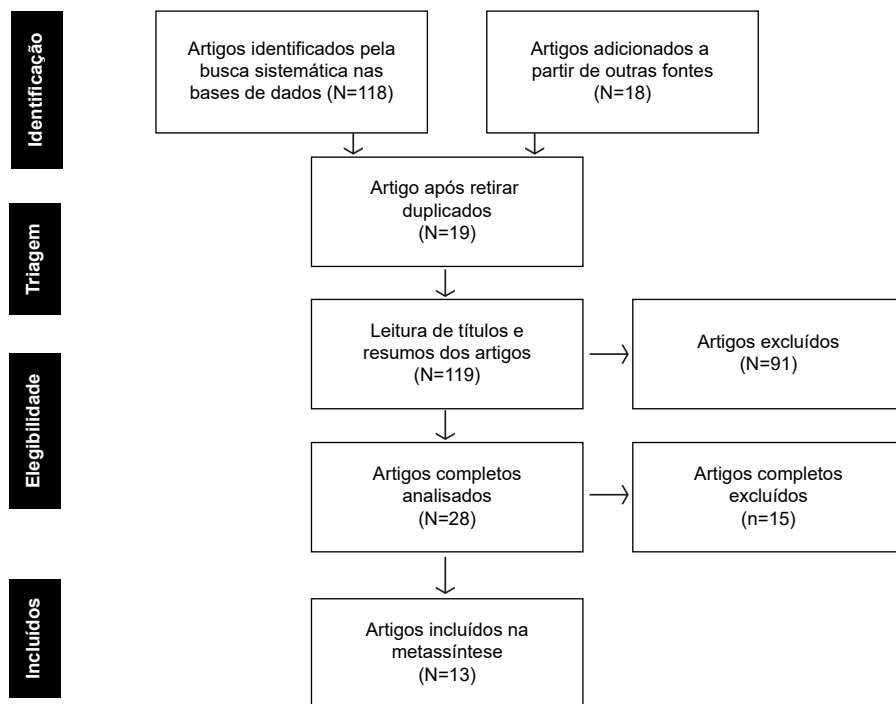 Identificação
Artigos identificados pela
busca sistemática nas
bases de dados (N=118)
Artigos adicionados a
partir de outras fontes
(N=18)
Artigo após retirar
duplicados
(N=19)
Triagem
Leitura de títulos e
resumos dos artigos
(N=119)
Artigos excluídos
(N=91)
Elegibilidade
Artigos completos
analisados
(N=28)
Artigos completos
excluídos
(n=15)
Incluídos
Artigos incluídos na
metassíntese
(N=13)